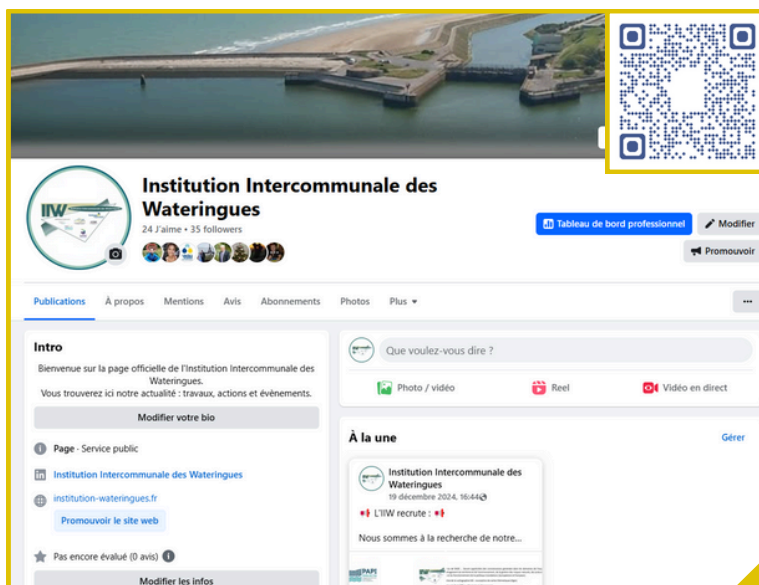 IIW
Institution Intercommunale des
Wateringues
24 J'aime • 35 followers
Tableau de bord professionnel
Modifier
Promouvoir
Publications À propos Mentions Avis Abonnements Photos Plus
Intro
Bienvenue sur la page officielle de l'Institution Intercommunale des
Wateringues.
Vous trouverez ici notre actualité : travaux, actions et évènements.
Modifier votre bio
Page · Service public
Institution Intercommunale des Wateringues
institution-wateringues.fr
Promouvoir le site web
Pas encore évalué (0 avis)
Modifier les infos
Que voulez-vous dire ?
Photo / vidéo
Reel
Vidéo en direct
À la une
Gérer
Institution Intercommunale des
Wateringues
19 décembre 2024, 16:44
L'IIW recrute :
Nous sommes à la recherche de notre...
PAPI